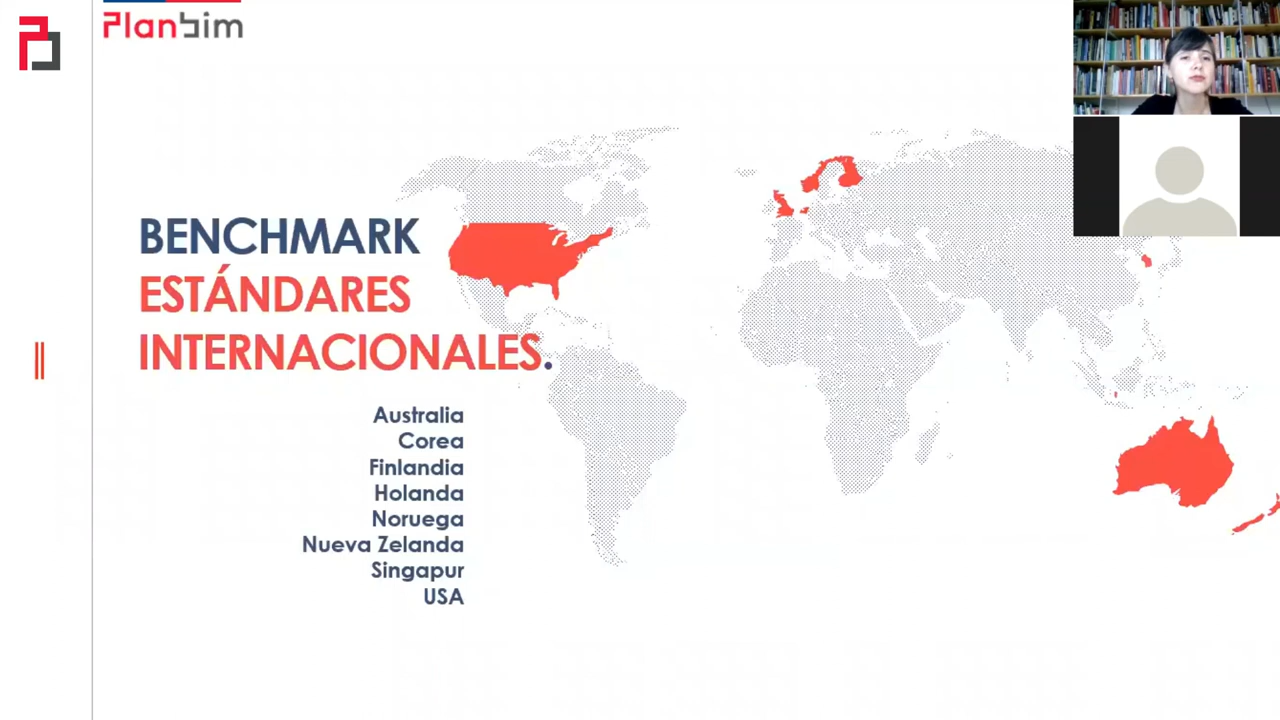 Planbim
BENCHMARK
ESTÁNDARES
INTERNACIONALES.
Australia
Corea
Finlandia
Holanda
Noruega
Nueva Zelanda
Singapur
USA